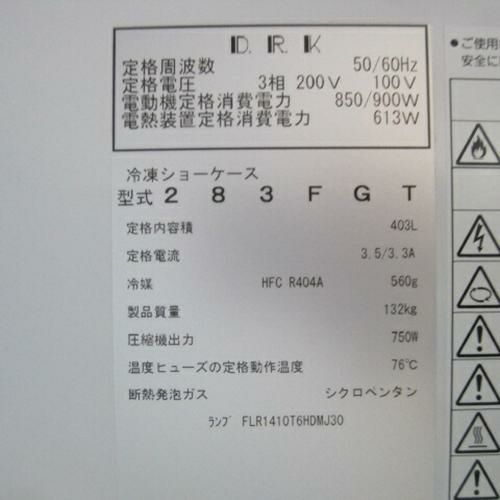 D.R.K
定格周波数 50/60Hz
定格電圧 3相 200V 100V
電動機定格消費電力 850/900W
電熱装置定格消費電力 613W
冷凍ショーケース
型式 283FGT
定格内容積 403L
定格電流 3.5/3.3A
冷媒 HFC R404A 560g
製品質量 132kg
圧縮機出力 750W
温度ヒューズの定格動作温度 76℃
断熱発泡ガス シクロペンタン
ランプ FLR1410T6HDMJ30
●ご使用
安全に